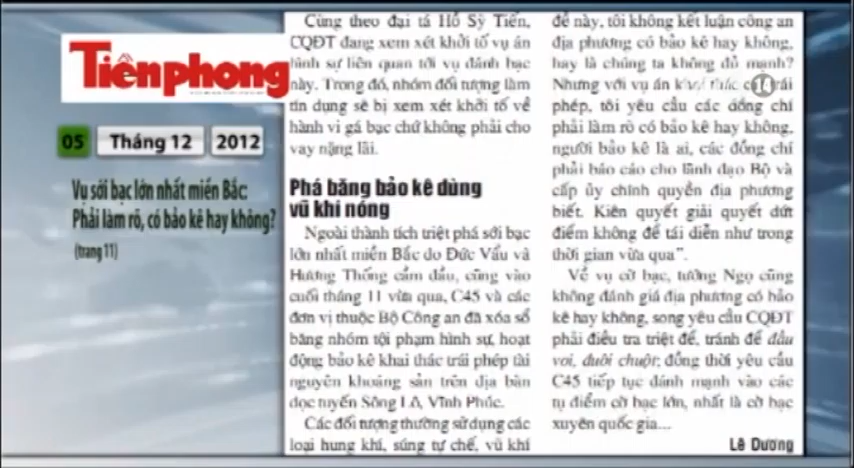 Tiềnphong
05 Tháng 12 2012
Vụ sới bạc lớn nhất miền Bắc:
Phải làm rõ, có bảo kê hay không?
(trang 11)
Cũng theo đại tá Hồ Sỹ Tiến,
CQĐT đang xem xét khởi tố vụ án
hình sự liên quan tới vụ đánh bạc
này. Trong đó, nhóm đối tượng làm
tín dụng sẽ bị xem xét khởi tố về
hành vi gá bạc chứ không phải cho
vay nặng lãi.
Phá băng bảo kê dùng
vũ khí nóng
Ngoài thành tích triệt phá sới bạc
lớn nhất miền Bắc do Đức Vẩu và
Hương Thống cầm đầu, cũng vào
cuối tháng 11 vừa qua, C45 và các
đơn vị thuộc Bộ Công an đã xóa sổ
băng nhóm tội phạm hình sự, hoạt
động bảo kê khai thác trái phép tài
nguyên khoáng sản trên địa bàn
dọc tuyến Sông Lô, Vĩnh Phúc.
Các đối tượng thường sử dụng các
loại hung khí, súng tự chế, vũ khí
đề này, tôi không kết luận công an
địa phương có bảo kê hay không,
hay là chúng ta không đủ mạnh?
Nhưng với vụ án khai thác cát trái
phép, tôi yêu cầu các đồng chí
phải làm rõ có bảo kê hay không,
người bảo kê là ai, các đồng chí
phải báo cáo cho lãnh đạo Bộ và
cấp ủy chính quyền địa phương
biết. Kiên quyết giải quyết dứt
điểm không để tái diễn như trong
thời gian vừa qua".
Về vụ cờ bạc, tướng Ngọ cũng
không đánh giá địa phương có bảo
kê hay không, song yêu cầu CQĐT
phải điều tra triệt để, tránh để đầu
voi, đuôi chuột; đồng thời yêu cầu
C45 tiếp tục đánh mạnh vào các
tụ điểm cờ bạc lớn, nhất là cờ bạc
xuyên quốc gia...
Lê Dương
14